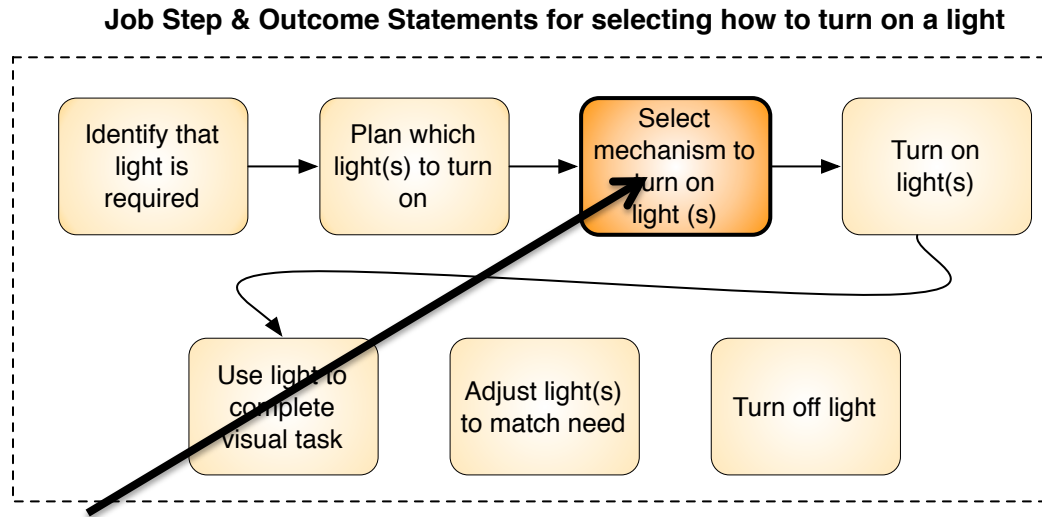 Job Step & Outcome Statements for selecting how to turn on a light
Identify that
light is
required
Plan which
light(s) to turn
on
Select
mechanism to
turn on
light (s)
Turn on
light(s)
Use light to
complete
visual task
Adjust light(s)
to match need
Turn off light